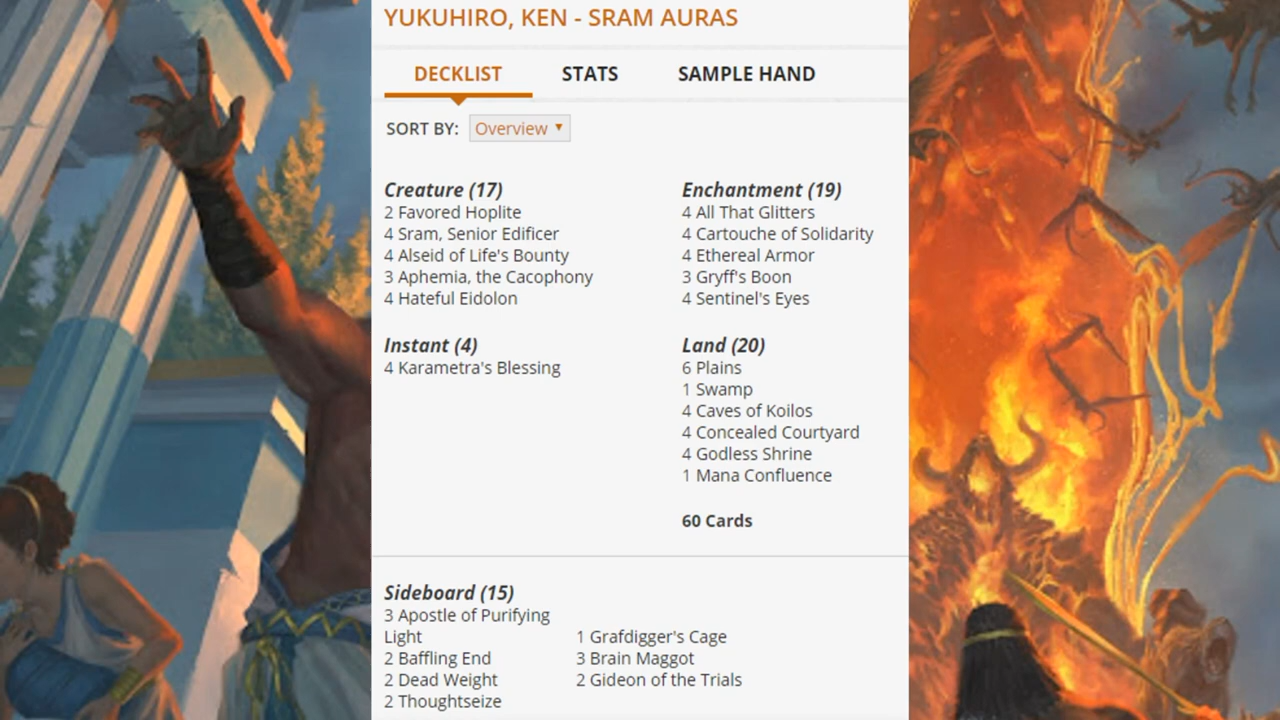 YUKUHIRO, KEN - SRAM AURAS
DECKLIST
STATS
SAMPLE HAND
SORT BY: Overview
Creature (17)
2 Favored Hoplite
4 Sram, Senior Edificer
4 Alseid of Life's Bounty
3 Aphemia, the Cacophony
4 Hateful Eidolon
Instant (4)
4 Karametra's Blessing
Enchantment (19)
4 All That Glitters
4 Cartouche of Solidarity
4 Ethereal Armor
3 Gryff's Boon
4 Sentinel's Eyes
Land (20)
6 Plains
1 Swamp
4 Caves of Koilos
4 Concealed Courtyard
4 Godless Shrine
1 Mana Confluence
60 Cards
Sideboard (15)
3 Apostle of Purifying
Light
2 Baffling End
2 Dead Weight
2 Thoughtseize
1 Grafdigger's Cage
3 Brain Maggot
2 Gideon of the Trials